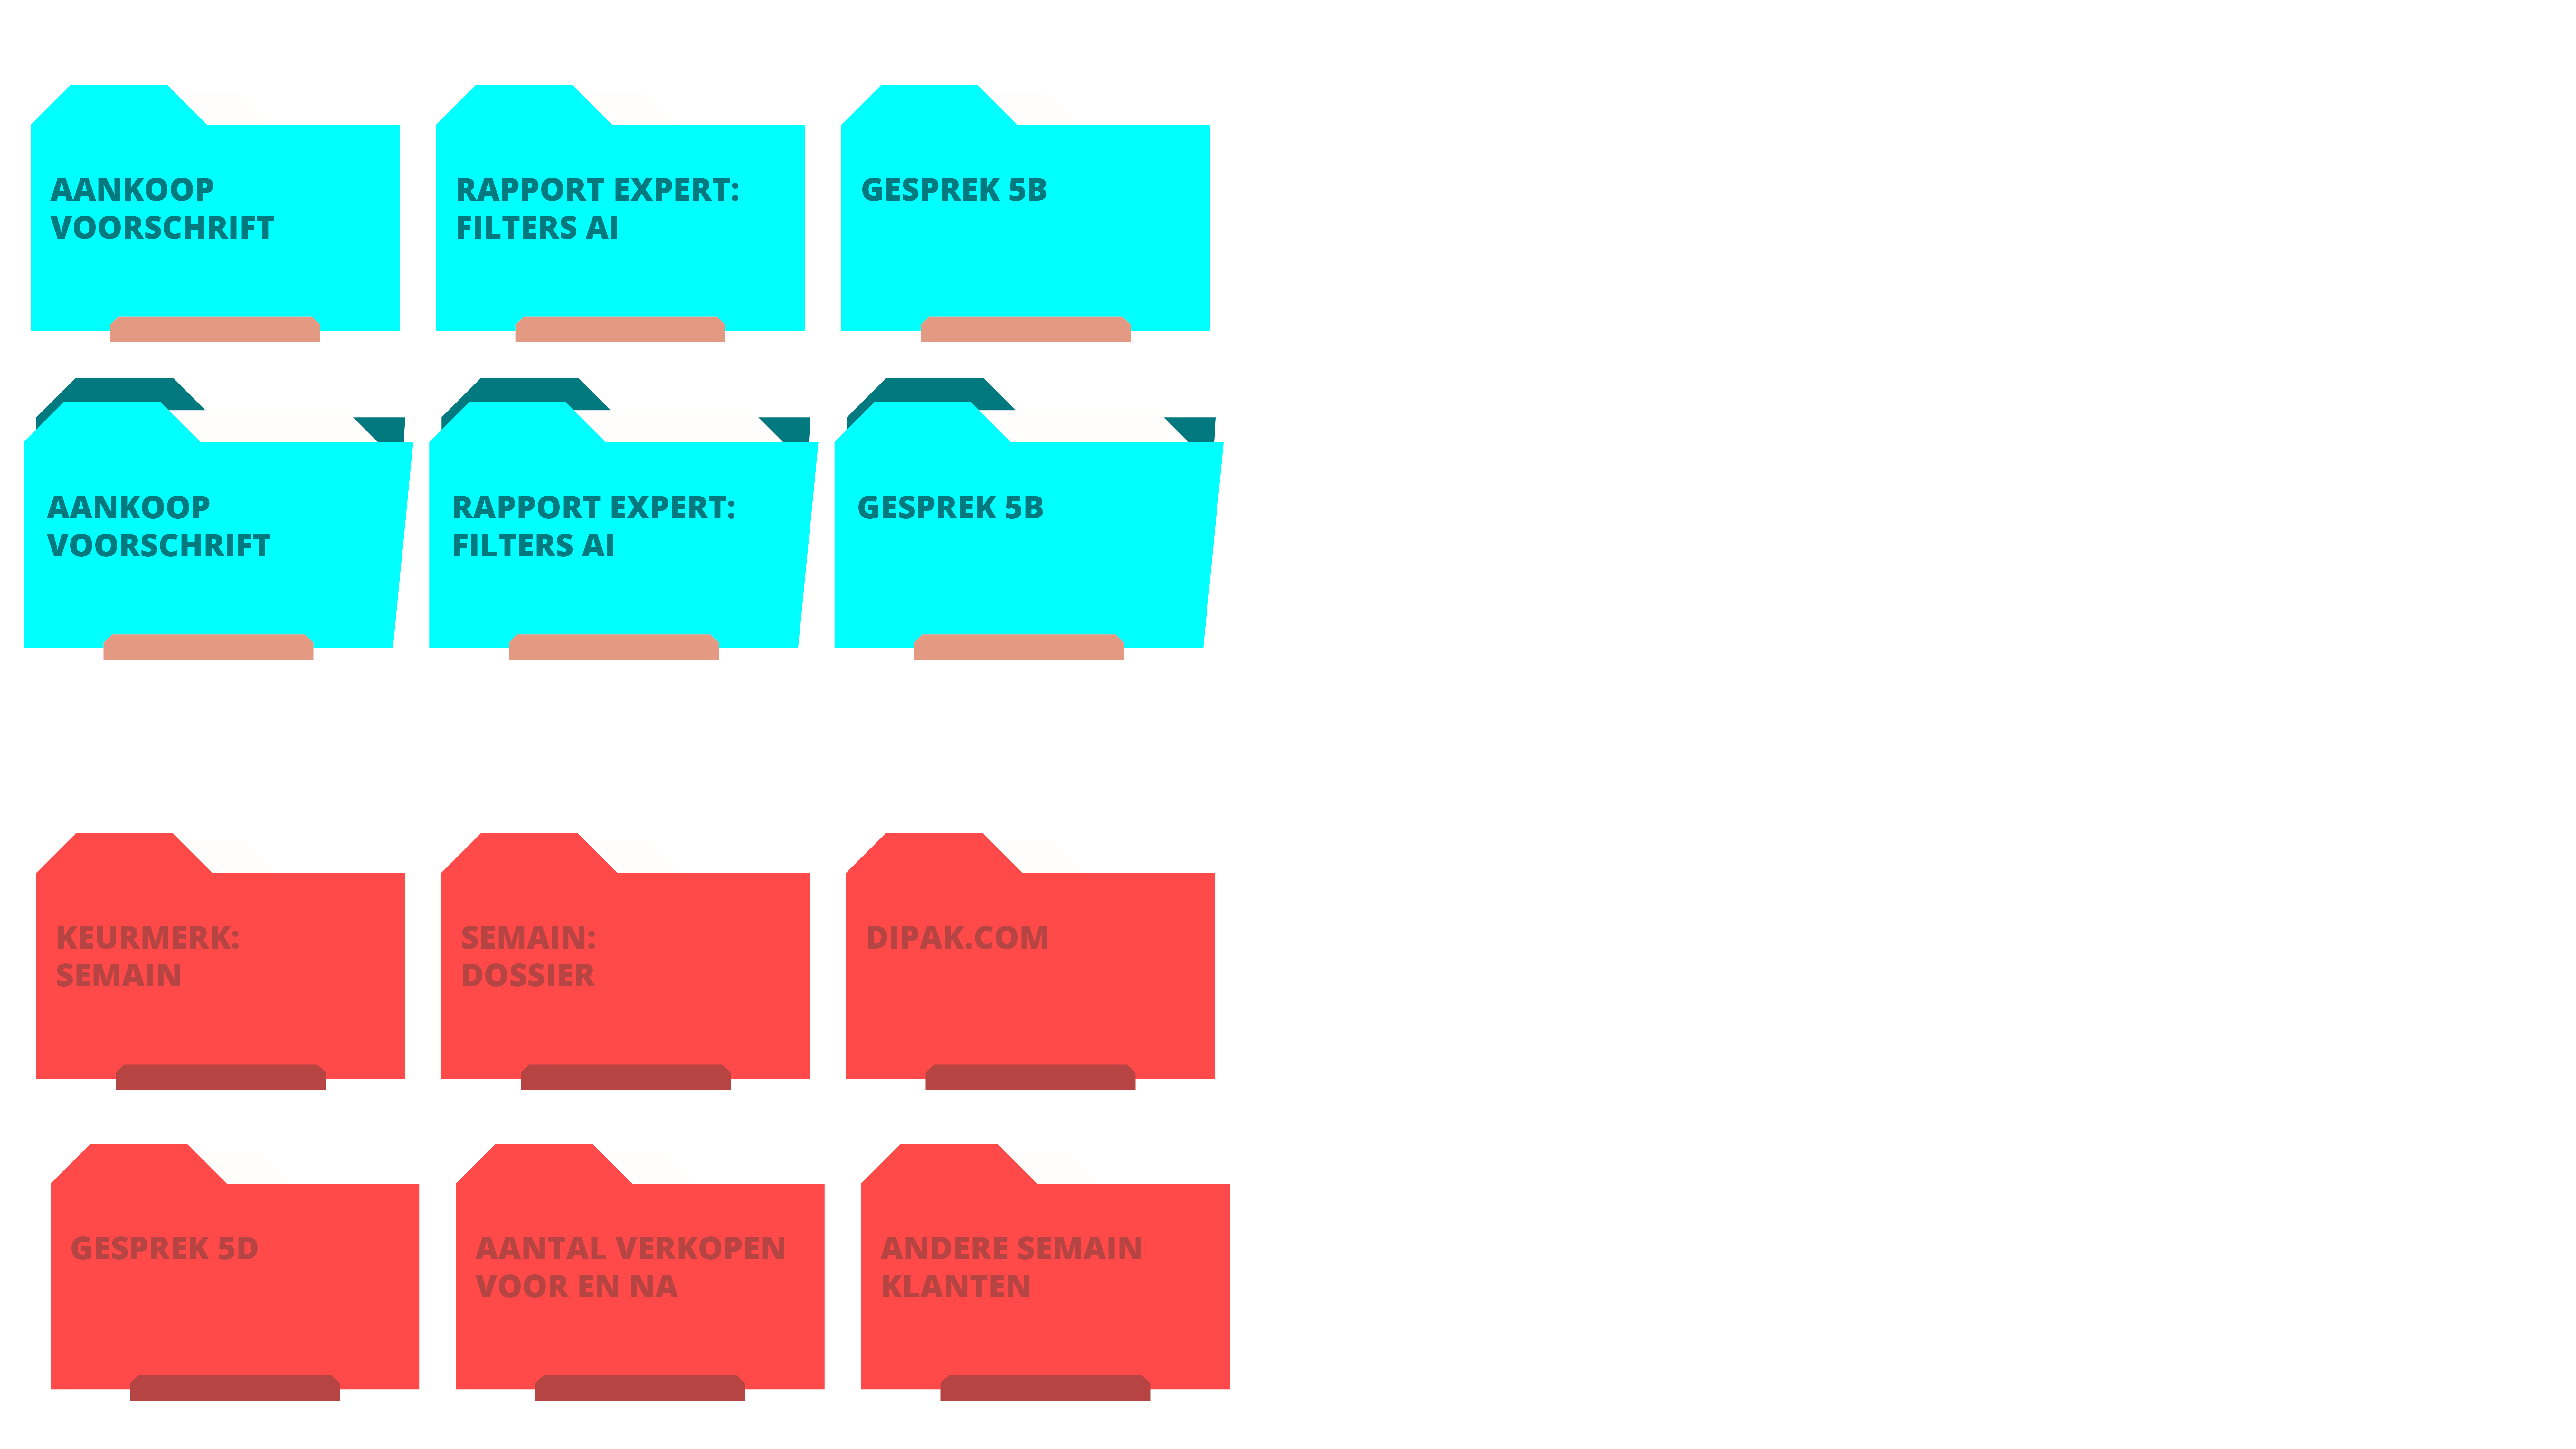 AANKOOP
VOORSCHRIFT
RAPPORT EXPERT:
FILTERS AI
GESPREK 5B
AANKOOP
VOORSCHRIFT
RAPPORT EXPERT:
FILTERS AI
GESPREK 5B
KEURMERK:
SEMAIN
SEMAIN:
DOSSIER
DIPAK.COM
GESPREK 5D
AANTAL VERKOPEN
VOOR EN NA
ANDERE SEMAIN
KLANTEN